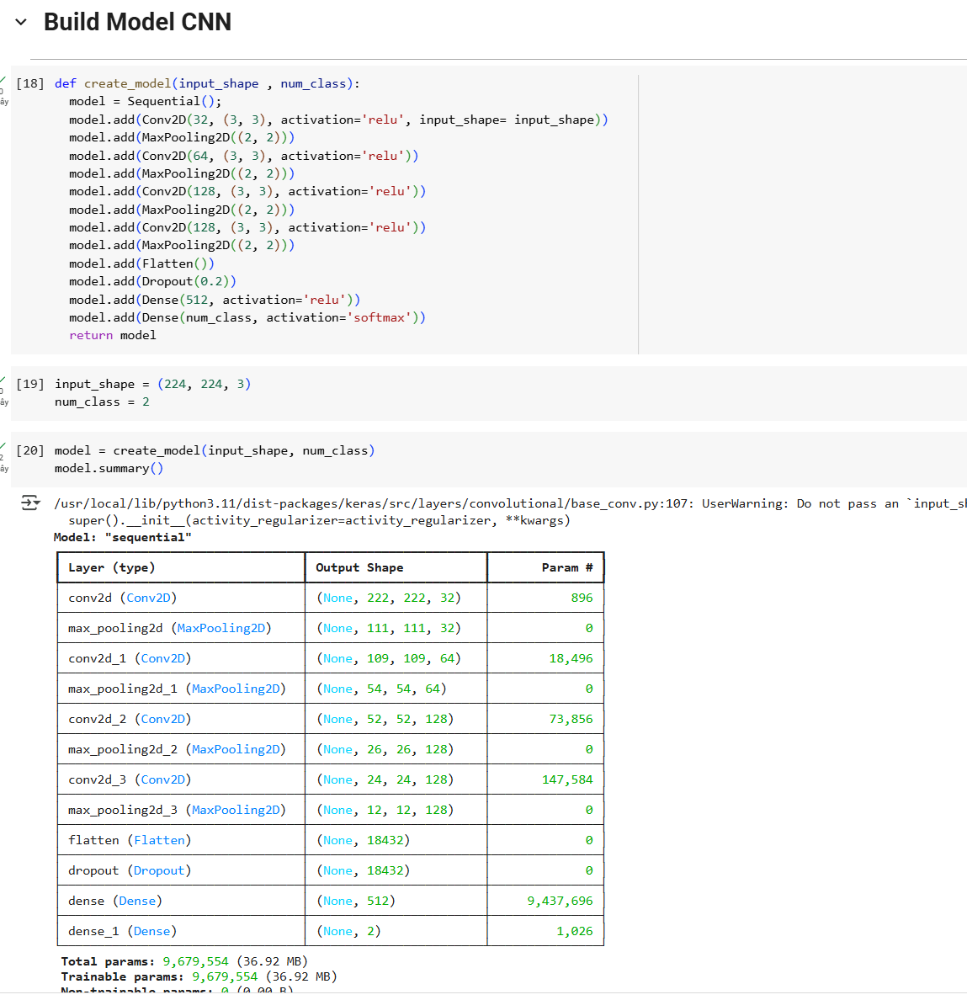 Build Model CNN
[18] def create_model(input_shape , num_class):
0
ây
model = Sequential();
model.add(Conv2D(32, (3, 3), activation='relu', input_shape= input_shape))
model.add(MaxPooling2D((2, 2)))
model.add(Conv2D(64, (3, 3), activation='relu'))
model.add(MaxPooling2D((2, 2)))
model.add(Conv2D(128, (3, 3), activation='relu'))
model.add(MaxPooling2D((2, 2)))
model.add(Conv2D(128, (3, 3), activation='relu'))
model.add(MaxPooling2D((2, 2)))
model.add(Flatten())
model.add(Dropout(0.2))
model.add(Dense(512, activation='relu'))
model.add(Dense(num_class, activation='softmax'))
return model
[19] input_shape = (224, 224, 3)
0
ây
num_class = 2
[20] model = create_model(input_shape, num_class)
2
ây
model.summary()
/usr/local/lib/python3.11/dist-packages/keras/src/layers/convolutional/base_conv.py:107: UserWarning: Do not pass an `input_sh
super().__init__(activity_regularizer=activity_regularizer, **kwargs)
Model: "sequential"
Layer (type) Output Shape Param #
conv2d (Conv2D) (None, 222, 222, 32) 896
max_pooling2d (MaxPooling2D) (None, 111, 111, 32) 0
conv2d_1 (Conv2D) (None, 109, 109, 64) 18,496
max_pooling2d_1 (MaxPooling2D) (None, 54, 54, 64) 0
conv2d_2 (Conv2D) (None, 52, 52, 128) 73,856
max_pooling2d_2 (MaxPooling2D) (None, 26, 26, 128) 0
conv2d_3 (Conv2D) (None, 24, 24, 128) 147,584
max_pooling2d_3 (MaxPooling2D) (None, 12, 12, 128) 0
flatten (Flatten) (None, 18432) 0
dropout (Dropout) (None, 18432) 0
dense (Dense) (None, 512) 9,437,696
dense_1 (Dense) (None, 2) 1,026
Total params: 9,679,554 (36.92 MB)
Trainable params: 9,679,554 (36.92 MB)
Non-trainable params: 0 (0.00 B)